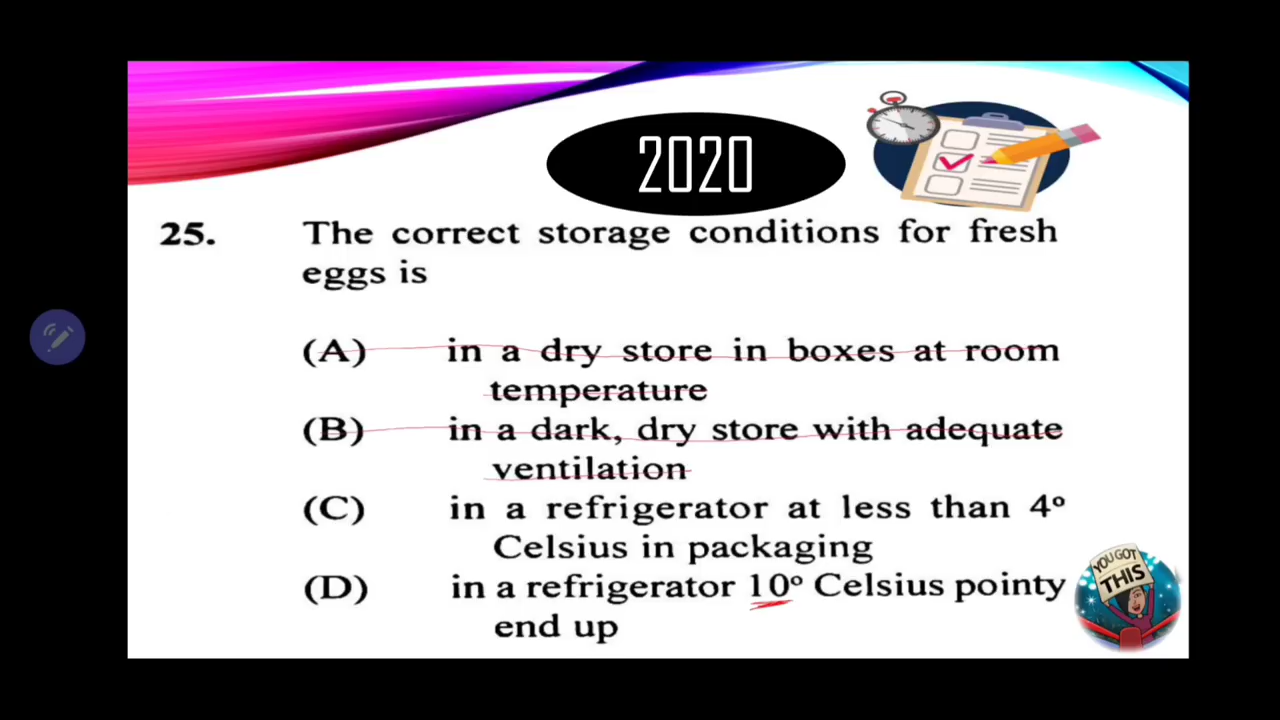 2020
25. The correct storage conditions for fresh
eggs is
(A) in a dry store in boxes at room
temperature
(B) in a dark, dry store with adequate
ventilation
(C) in a refrigerator at less than 4º
Celsius in packaging
(D) in a refrigerator 10º Celsius pointy
end up
YOU GOT
THIS